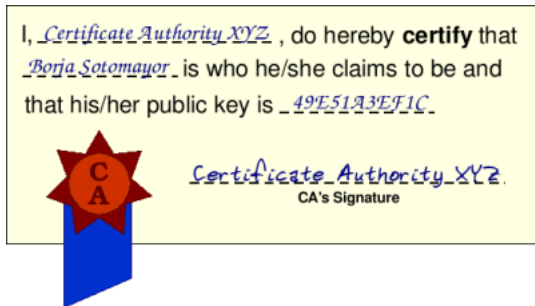 I, Certificate Authority XYZ , do hereby certify that
Borja Sotomayor is who he/she claims to be and
that his/her public key is 49E51A3EF1C
C
A
Certificate Authority XYZ
CA's Signature